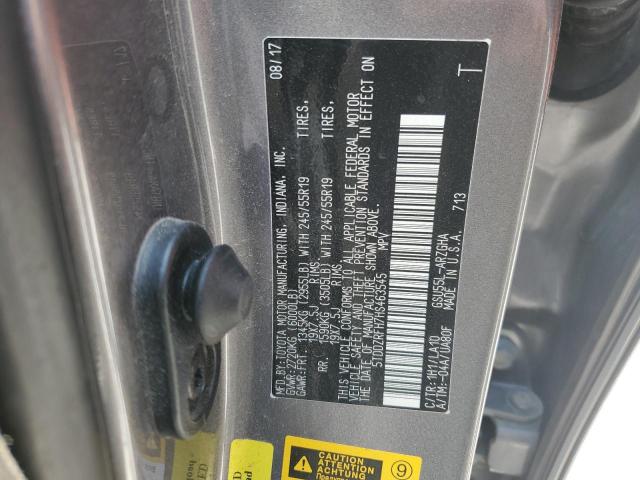 08/17
T
MFD. BY: TOYOTA MOTOR MANUFACTURING, INDIANA, INC.
GVWR: 2720KG (6000LB)
GAWR: FRT. 1345KG (2965LB) WITH 245/55R19 TIRES,
19X7.5J RIMS,
RR. 1590KG (3505LB) WITH 245/55R19 TIRES,
19X7.5J RIMS,
THIS VEHICLE CONFORMS TO ALL APPLICABLE FEDERAL MOTOR
VEHICLE SAFETY AND THEFT PREVENTION STANDARDS IN EFFECT ON
THE DATE OF MANUFACTURE SHOWN ABOVE.
5TDDZRFH7HS463545 MPV
C/TR: 1H1/LA10 GSU55L-ARZGHA
A/TM: -04A/UA80F MADE IN U.S.A. 713
CAUTION
ATTENTION
ACHTUNG
9